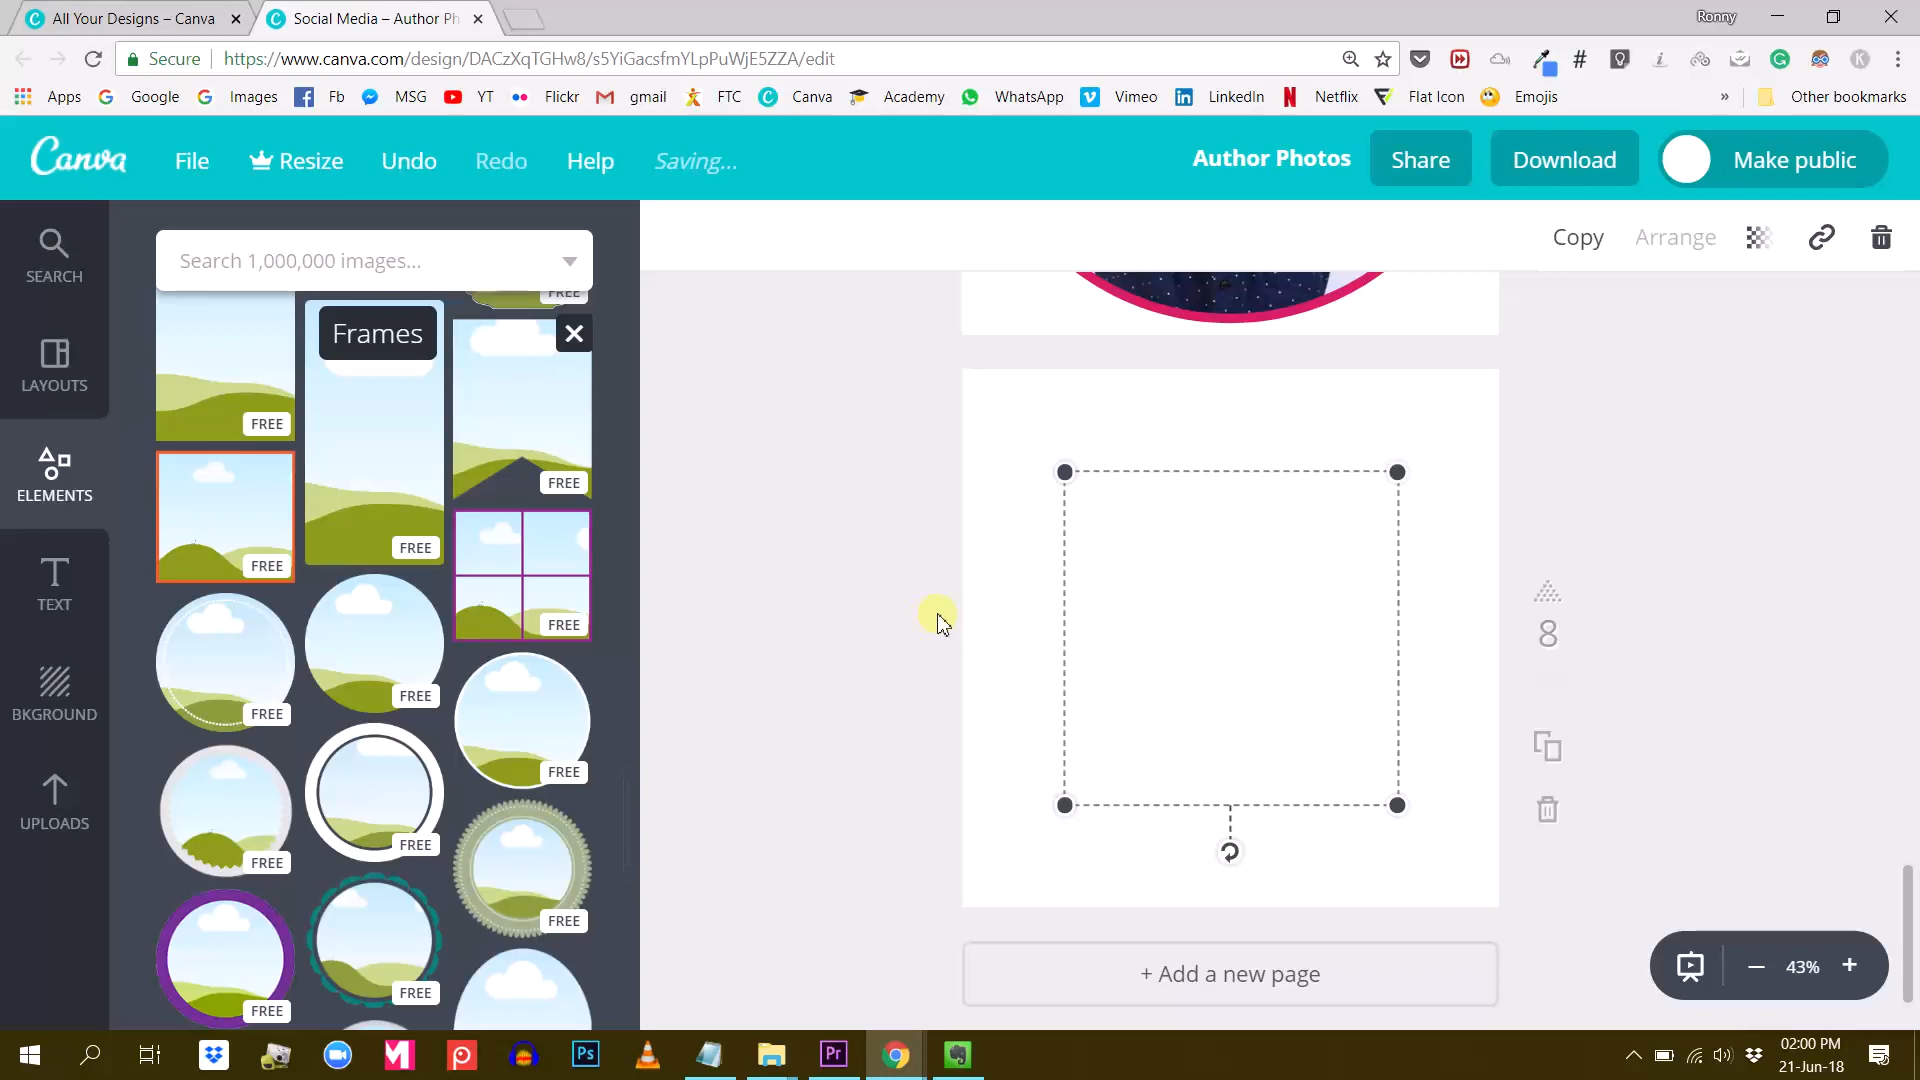 All Your Designs – Canva
Social Media – Author Ph
Ronny
Secure
https://www.canva.com/design/DACzXqTGHw8/s5YiGacsfmYLpPuWjE5ZZA/edit
Apps
Google
Images
Fb
MSG
YT
Flickr
gmail
FTC
Canva
Academy
WhatsApp
Vimeo
LinkedIn
Netflix
Flat Icon
Emojis
»
Other bookmarks
Canva
File
Resize
Undo
Redo
Help
Saving...
Author Photos
Share
Download
Make public
SEARCH
LAYOUTS
ELEMENTS
TEXT
BKGROUND
UPLOADS
Search 1,000,000 images...
Frames
FREE
FREE
FREE
FREE
FREE
FREE
FREE
FREE
FREE
FREE
FREE
FREE
FREE
FREE
Copy
Arrange
8
+ Add a new page
43%
Ps
Pr
02:00 PM
21-Jun-18